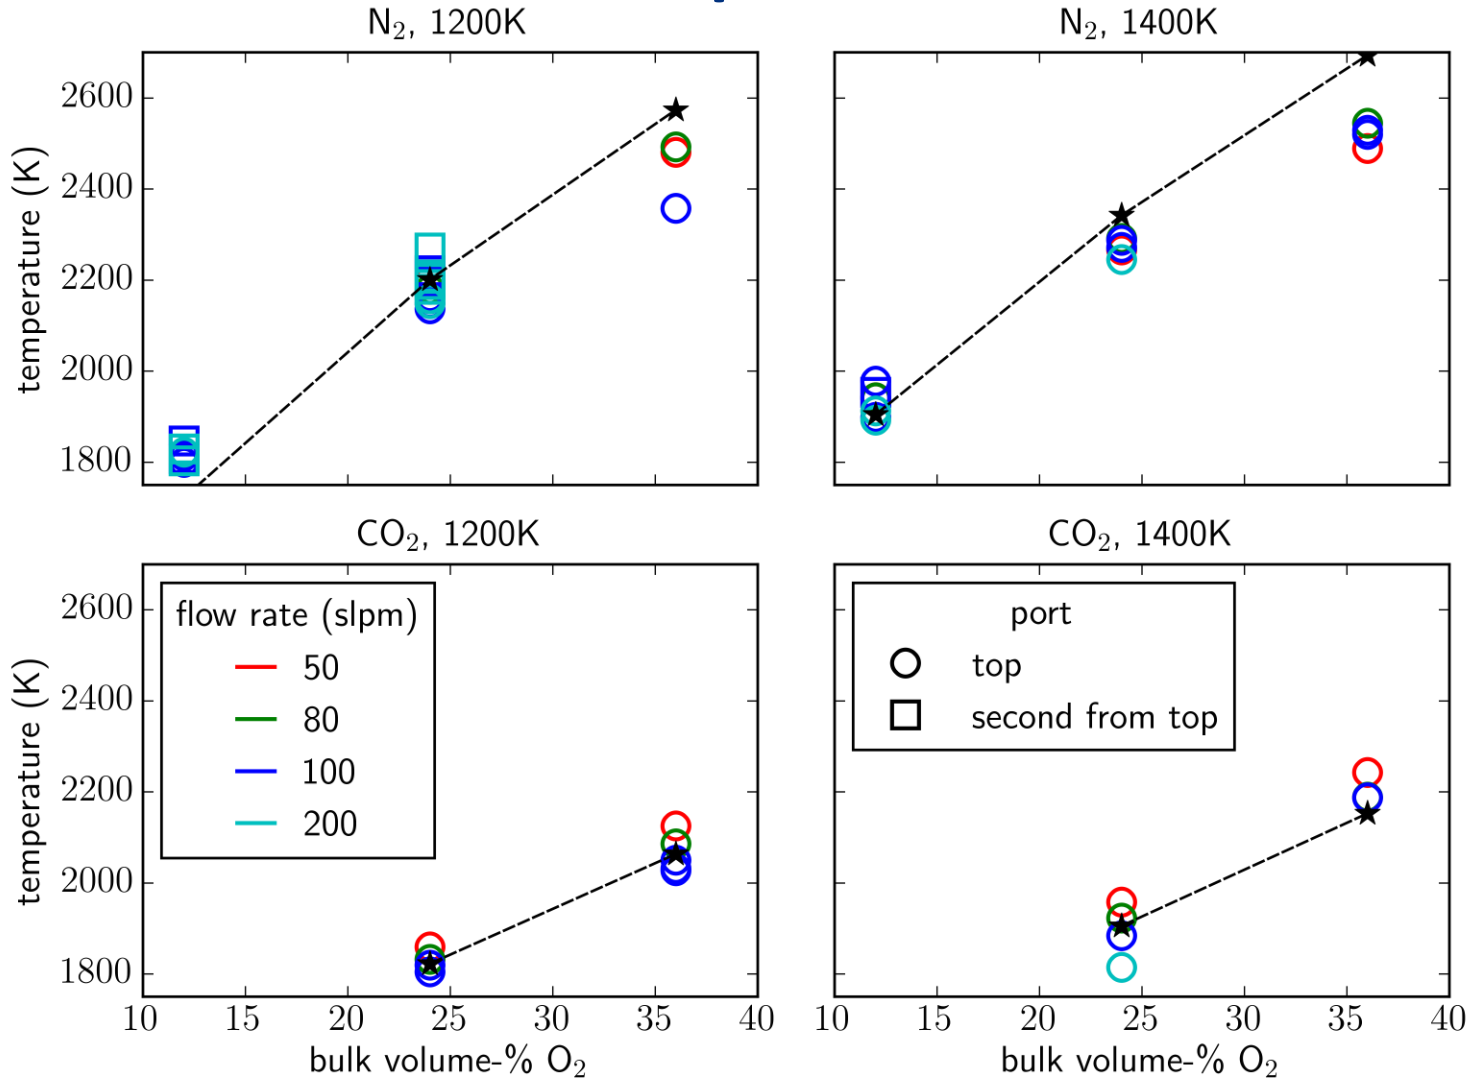 N₂, 1200K
N₂, 1400K
temperature (K)
2600
2400
2200
2000
1800
CO₂, 1200K
CO₂, 1400K
temperature (K)
2600
2400
2200
2000
1800
flow rate (slpm)
50
80
100
200
port
top
second from top
10 15 20 25 30 35 40
10 15 20 25 30 35 40
bulk volume-% O₂
bulk volume-% O₂